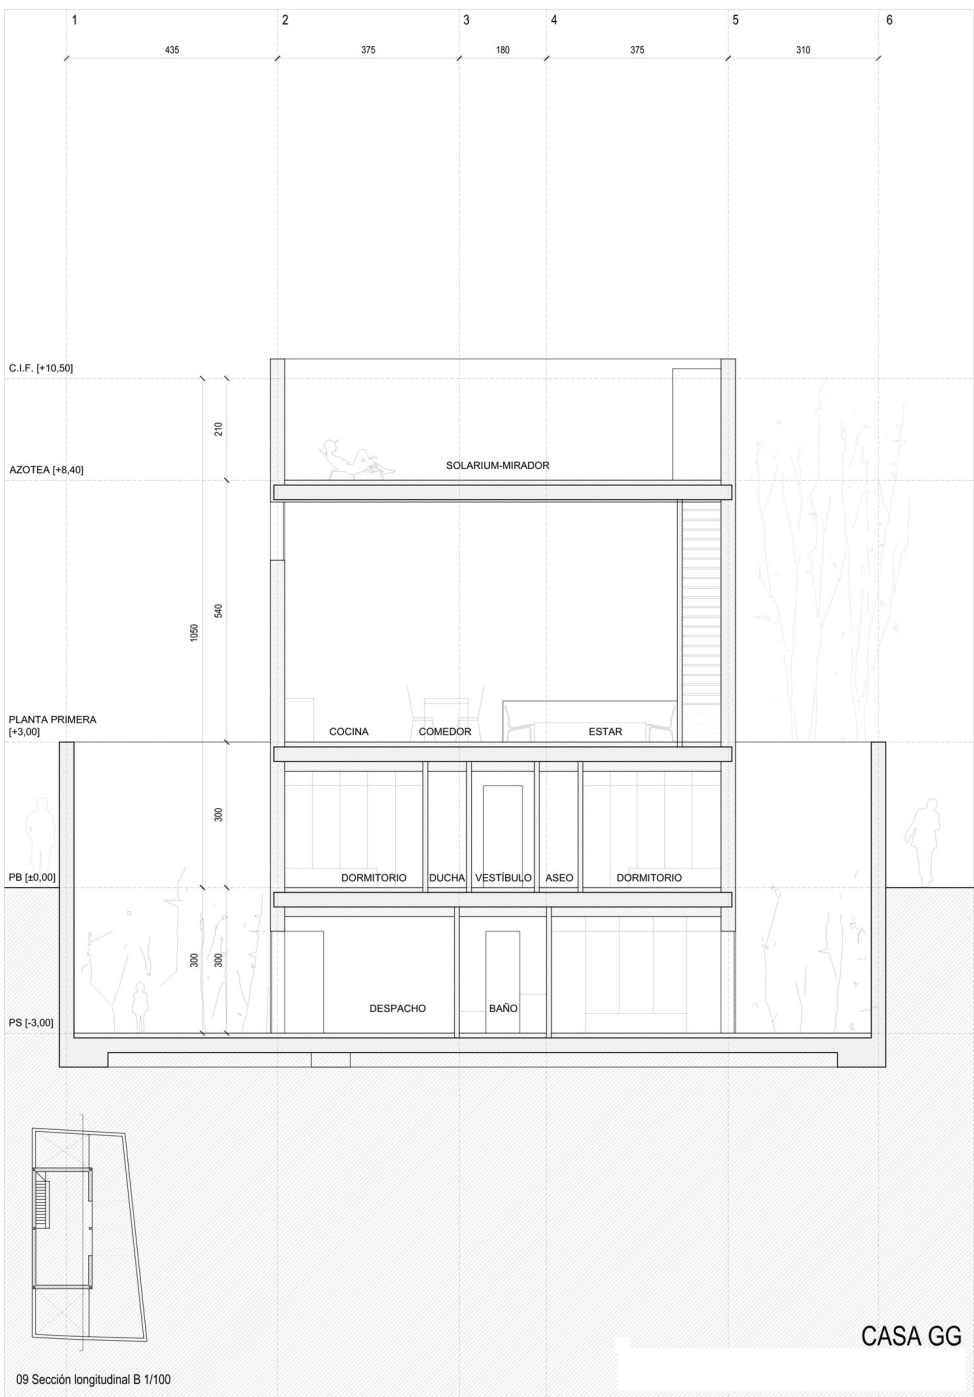 1 2 3 4 5 6
435 375 180 375 310
C.I.F. [+10,50]
210
AZOTEA [+8,40]
SOLARIUM-MIRADOR
540
1050
PLANTA PRIMERA
[+3,00]
COCINA COMEDOR ESTAR
300
PB [±0,00]
DORMITORIO DUCHA VESTÍBULO ASEO DORMITORIO
300 300
DESPACHO BAÑO
PS [-3,00]
CASA GG
09 Sección longitudinal B 1/100